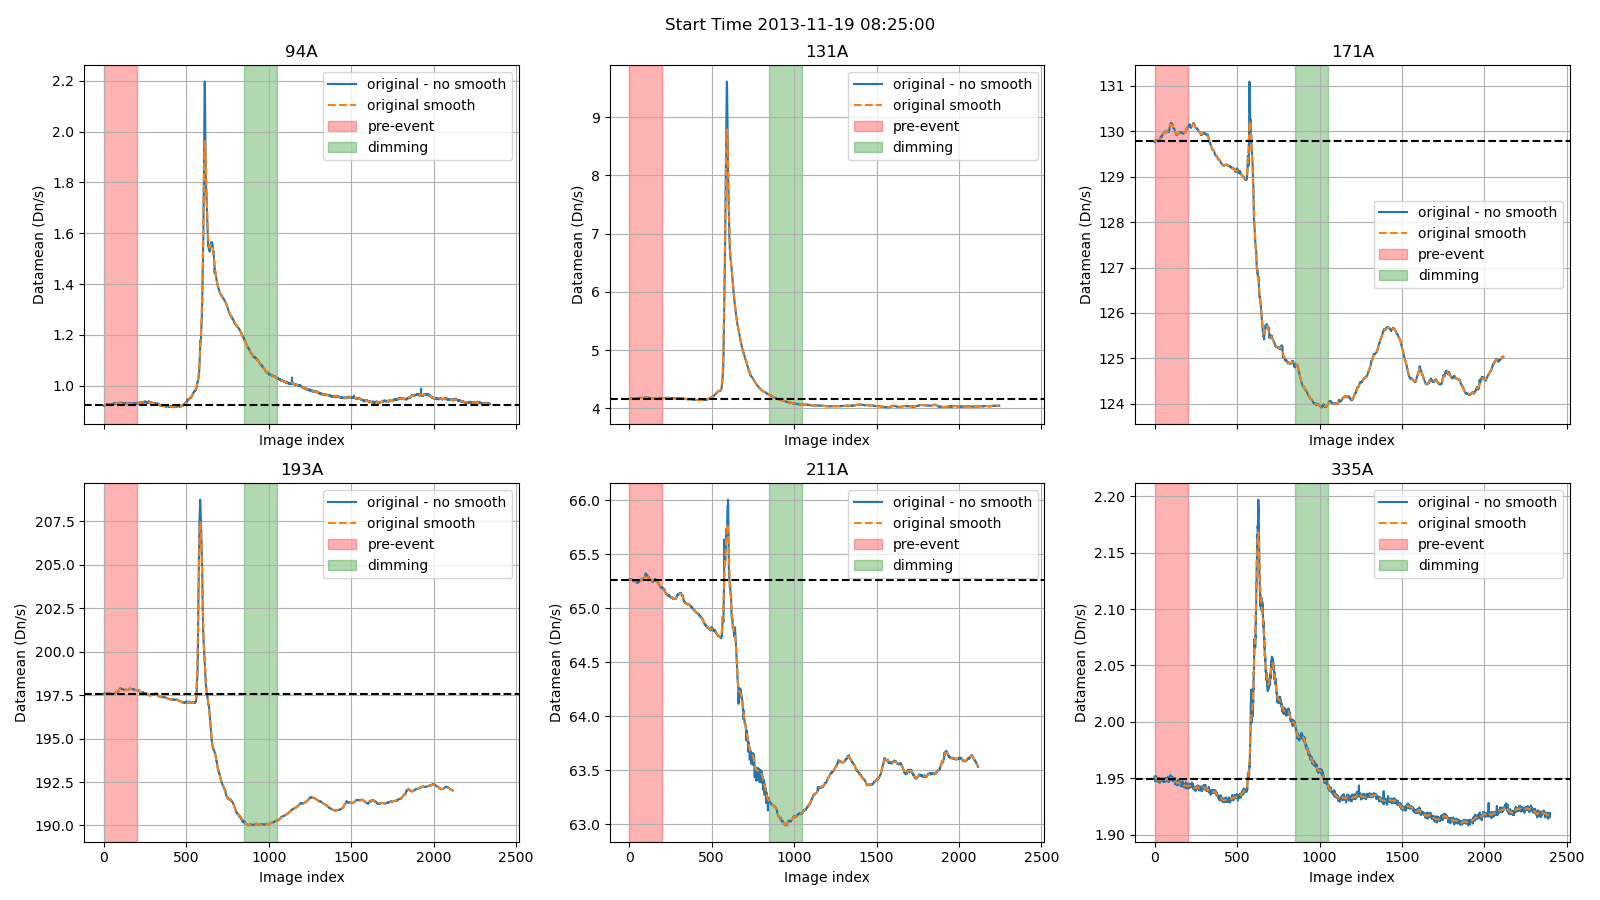 Start Time 2013-11-19 08:25:00
94A
2.2
2.0
1.8
1.6
1.4
1.2
1.0
Datamean (Dn/s)
Image index
original - no smooth
original smooth
pre-event
dimming
131A
9
8
7
6
5
4
Datamean (Dn/s)
Image index
original - no smooth
original smooth
pre-event
dimming
171A
131
130
129
128
127
126
125
124
Datamean (Dn/s)
Image index
original - no smooth
original smooth
pre-event
dimming
193A
207.5
205.0
202.5
200.0
197.5
195.0
192.5
190.0
Datamean (Dn/s)
0 500 1000 1500 2000 2500
Image index
original - no smooth
original smooth
pre-event
dimming
211A
66.0
65.5
65.0
64.5
64.0
63.5
63.0
Datamean (Dn/s)
0 500 1000 1500 2000 2500
Image index
original - no smooth
original smooth
pre-event
dimming
335A
2.20
2.15
2.10
2.05
2.00
1.95
1.90
Datamean (Dn/s)
0 500 1000 1500 2000 2500
Image index
original - no smooth
original smooth
pre-event
dimming